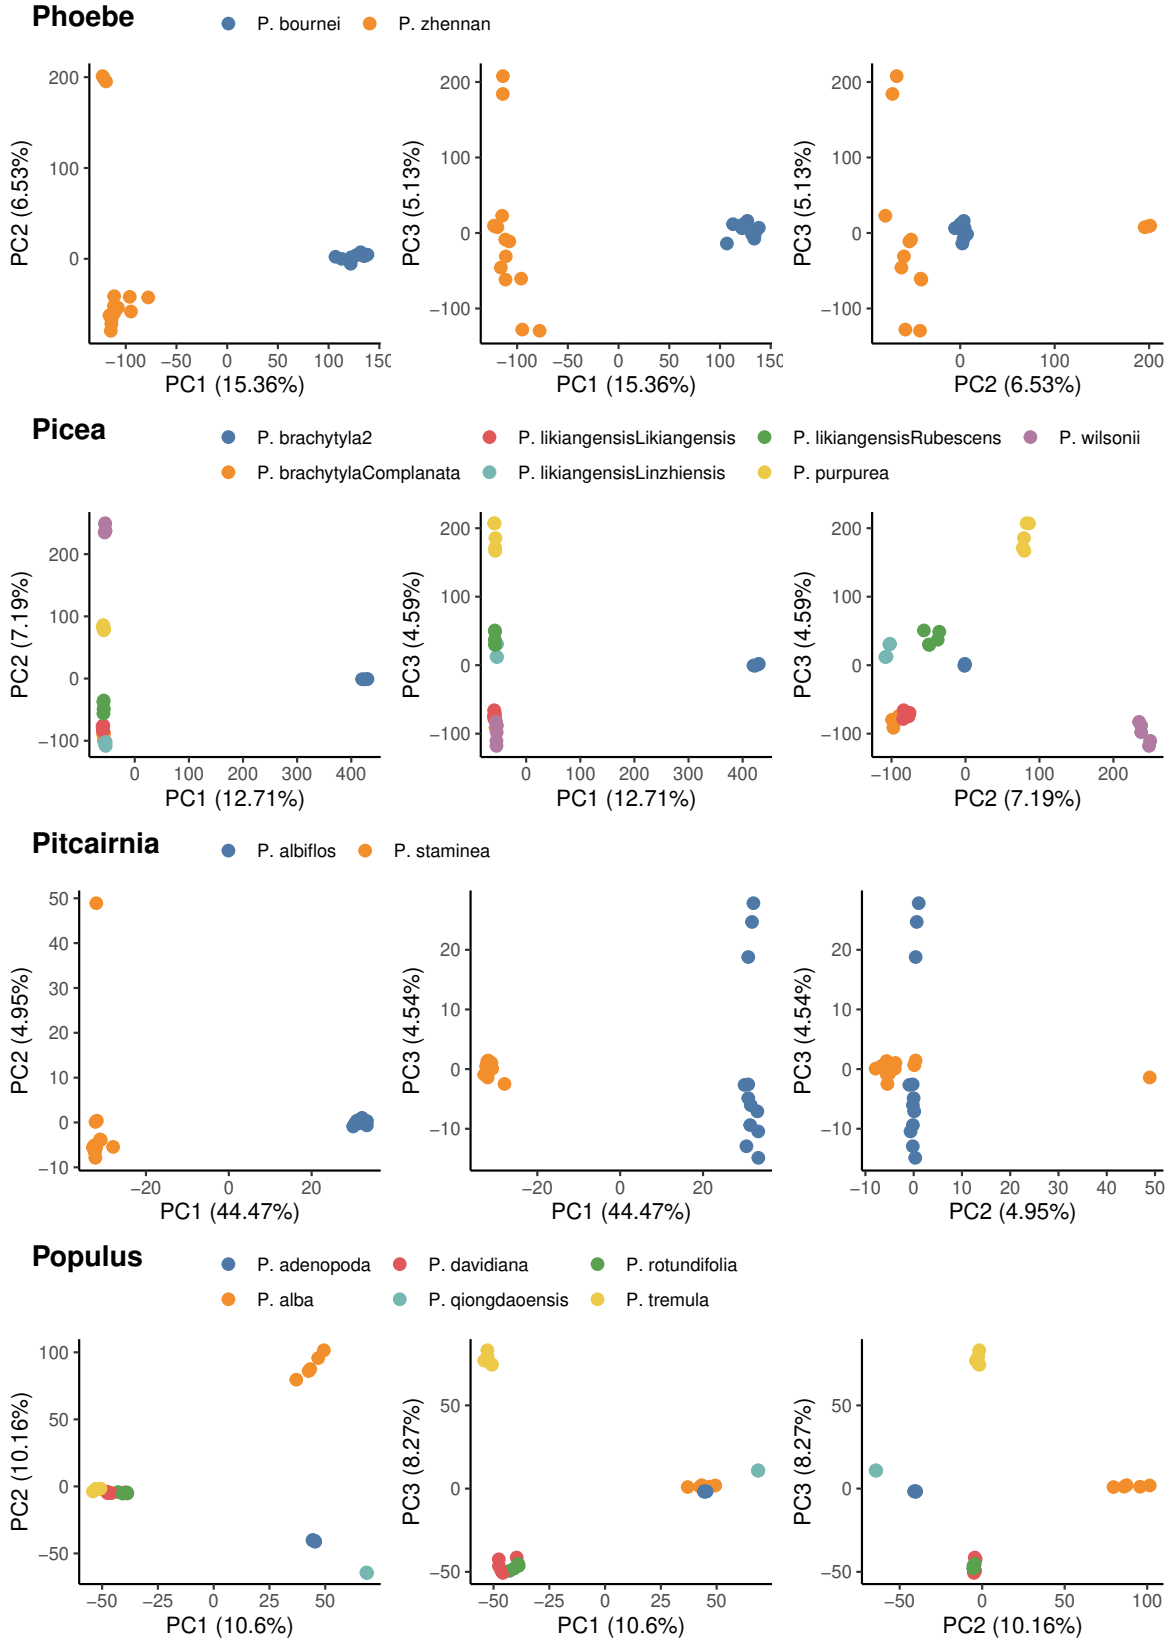 Phoebe
P. bournei P. zhennan
PC2 (6.53%)
200
100
0
−100 −50 0 50 100 150
PC1 (15.36%)
PC3 (5.13%)
200
100
0
−100
−100 −50 0 50 100 150
PC1 (15.36%)
PC3 (5.13%)
200
100
0
−100
0 100 200
PC2 (6.53%)
Picea
P. brachytyla2 P. likiangensisLikiangensis P. likiangensisRubescens P. wilsonii
P. brachytylaComplanata P. likiangensisLinzhiensis P. purpurea
PC2 (7.19%)
200
100
0
−100
0 100 200 300 400
PC1 (12.71%)
PC3 (4.59%)
200
100
0
−100
0 100 200 300 400
PC1 (12.71%)
PC3 (4.59%)
200
100
0
−100
−100 0 100 200
PC2 (7.19%)
Pitcairnia
P. albiflos P. staminea
PC2 (4.95%)
50
40
30
20
10
0
−10
−20 0 20
PC1 (44.47%)
PC3 (4.54%)
20
10
0
−10
−20 0 20
PC1 (44.47%)
PC3 (4.54%)
20
10
0
−10
−10 0 10 20 30 40 50
PC2 (4.95%)
Populus
P. adenopoda P. davidiana P. rotundifolia
P. alba P. qiongdaoensis P. tremula
PC2 (10.16%)
100
50
0
−50
−50 −25 0 25 50
PC1 (10.6%)
PC3 (8.27%)
50
0
−50
−50 −25 0 25 50
PC1 (10.6%)
PC3 (8.27%)
50
0
−50
−50 0 50 100
PC2 (10.16%)